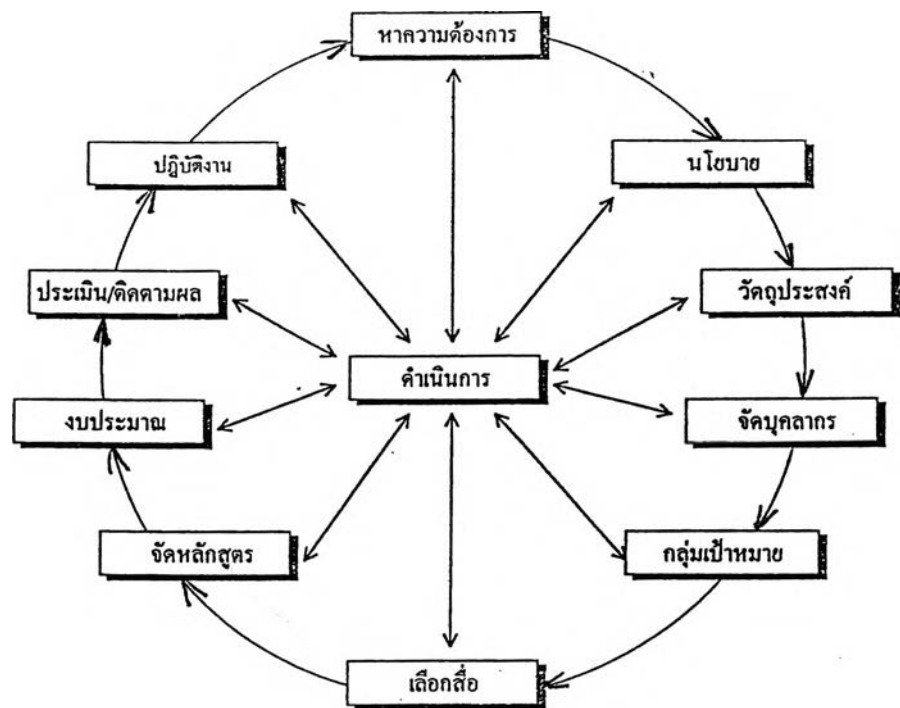 หาความต้องการ
ปฏิบัติงาน
นโยบาย
ประเมิน/ติดตามผล
วัตถุประสงค์
ดำเนินการ
งบประมาณ
จัดบุคลากร
จัดหลักสูตร
กลุ่มเป้าหมาย
เลือกสื่อ